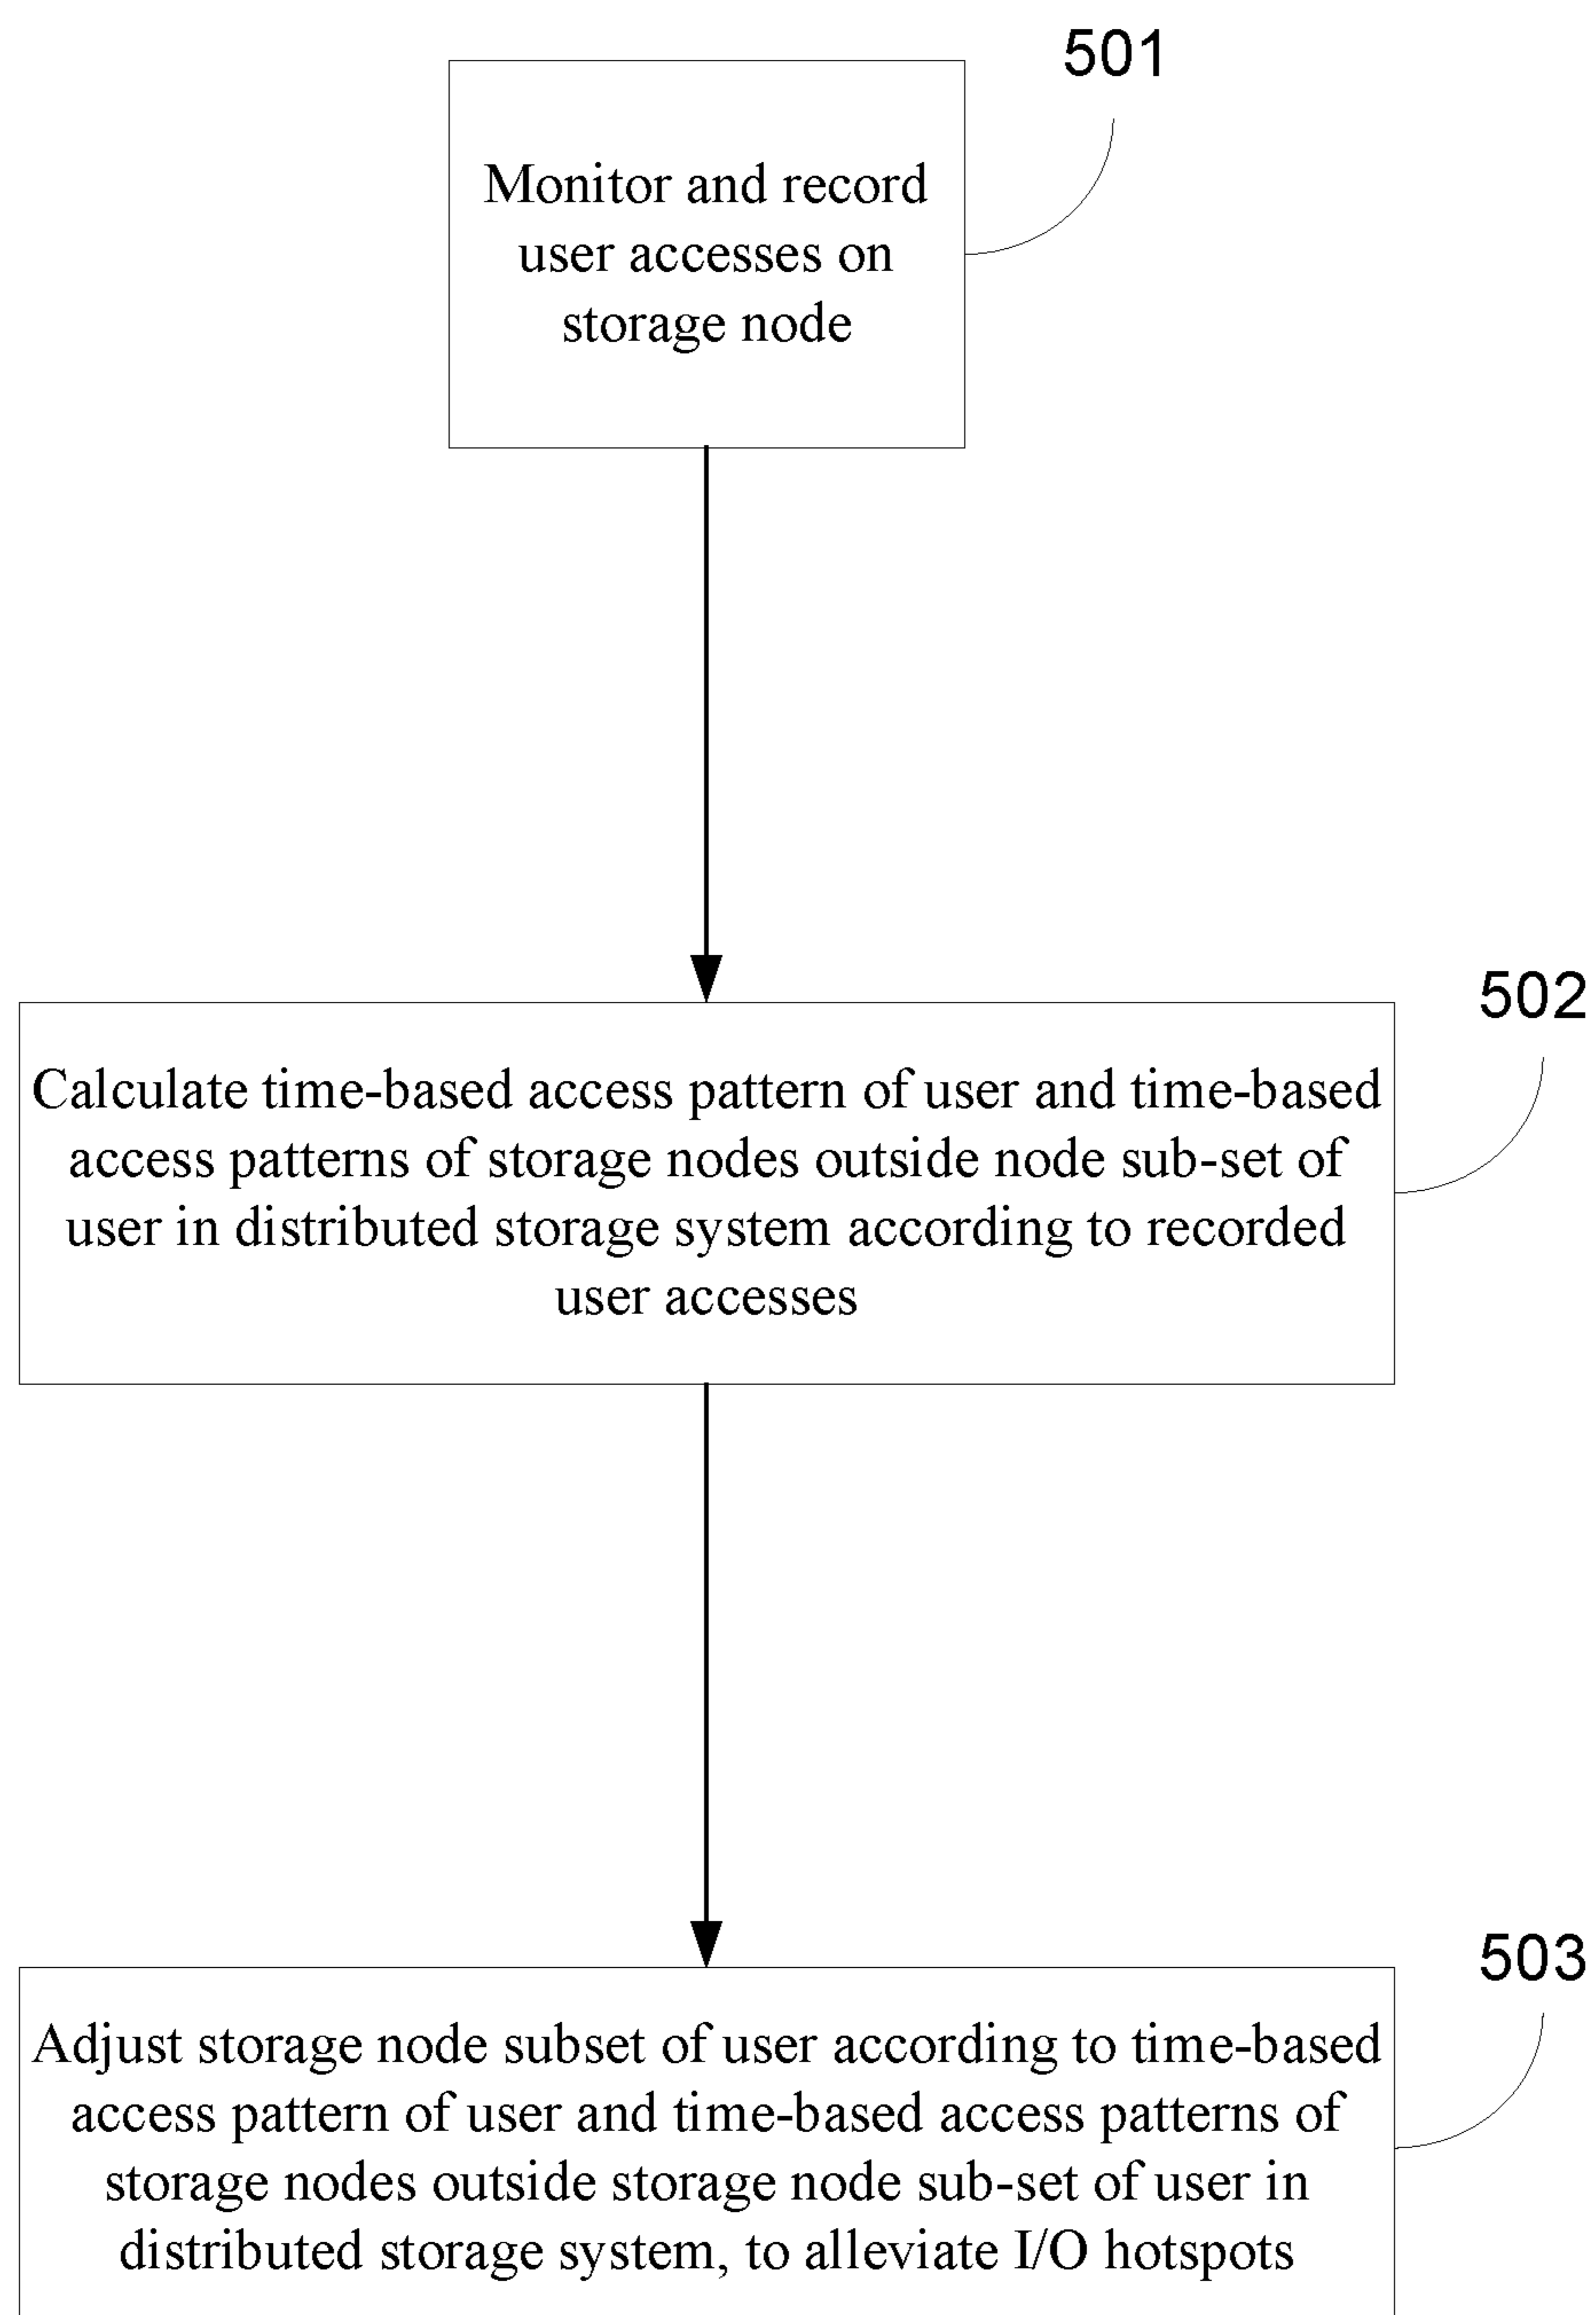 501
Monitor and record
user accesses on
storage node
502
Calculate time-based access pattern of user and time-based
access patterns of storage nodes outside node sub-set of
user in distributed storage system according to recorded
user accesses
503
Adjust storage node subset of user according to time-based
access pattern of user and time-based access patterns of
storage nodes outside storage node sub-set of user in
distributed storage system, to alleviate I/O hotspots